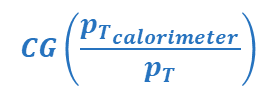 CG(p_T calorimeter / p_T)